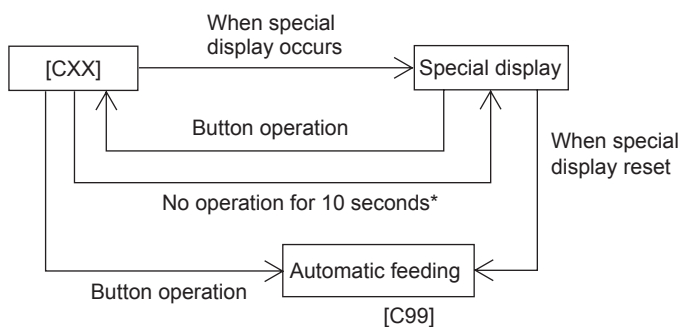 When special
display occurs
[CXX]
Special display
Button operation
When special
display reset
No operation for 10 seconds*
Automatic feeding
Button operation
[C99]